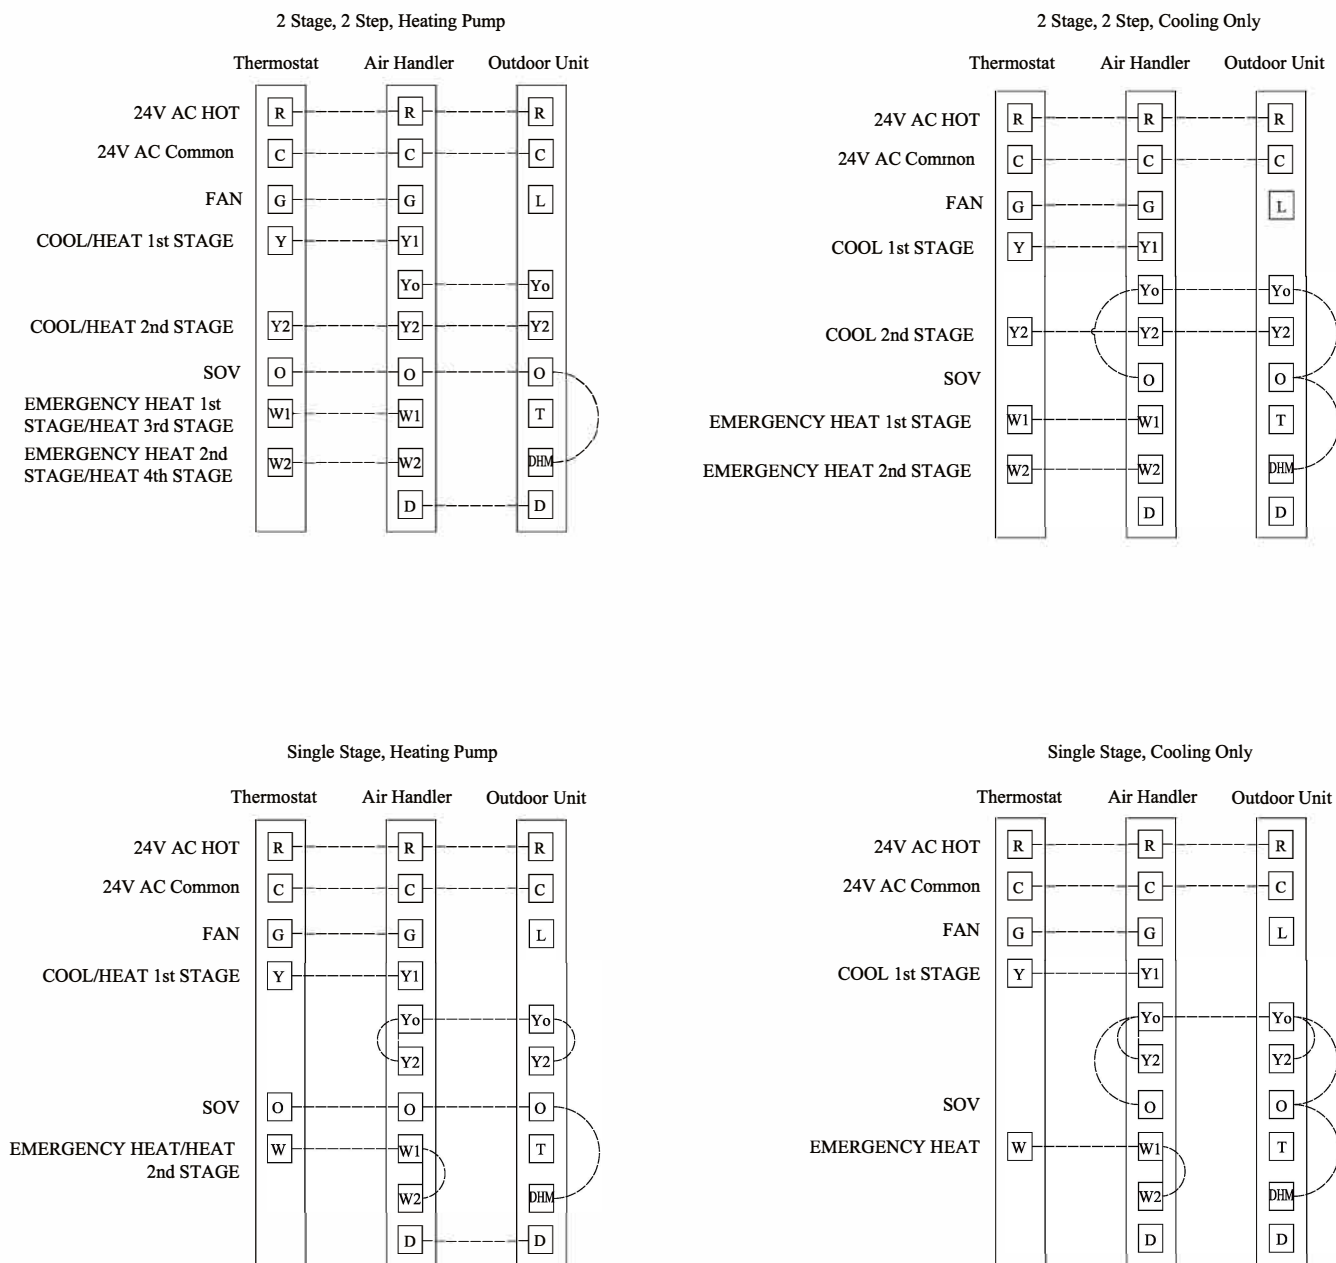 2 Stage, 2 Step, Heating Pump
Thermostat Air Handler Outdoor Unit
24V AC HOT R R R
24V AC Common C C C
FAN G G L
COOL/HEAT 1st STAGE Y Y1
Yo Yo
COOL/HEAT 2nd STAGE Y2 Y2 Y2
SOV O O O
EMERGENCY HEAT 1st
STAGE/HEAT 3rd STAGE W1 W1 T
EMERGENCY HEAT 2nd
STAGE/HEAT 4th STAGE W2 W2 DHM
D D
2 Stage, 2 Step, Cooling Only
Thermostat Air Handler Outdoor Unit
24V AC HOT R R R
24V AC Common C C C
FAN G G L
COOL 1st STAGE Y Y1
Yo Yo
COOL 2nd STAGE Y2 Y2 Y2
SOV O O
EMERGENCY HEAT 1st STAGE W1 W1 T
EMERGENCY HEAT 2nd STAGE W2 W2 DHM
D D
Single Stage, Heating Pump
Thermostat Air Handler Outdoor Unit
24V AC HOT R R R
24V AC Common C C C
FAN G G L
COOL/HEAT 1st STAGE Y Y1
Yo Yo
Y2 Y2
SOV O O O
EMERGENCY HEAT/HEAT W W1 T
2nd STAGE
W2 DHM
D D
Single Stage, Cooling Only
Thermostat Air Handler Outdoor Unit
24V AC HOT R R R
24V AC Common C C C
FAN G G L
COOL 1st STAGE Y Y1
Yo Yo
Y2 Y2
SOV O O
EMERGENCY HEAT W W1 T
W2 DHM
D D